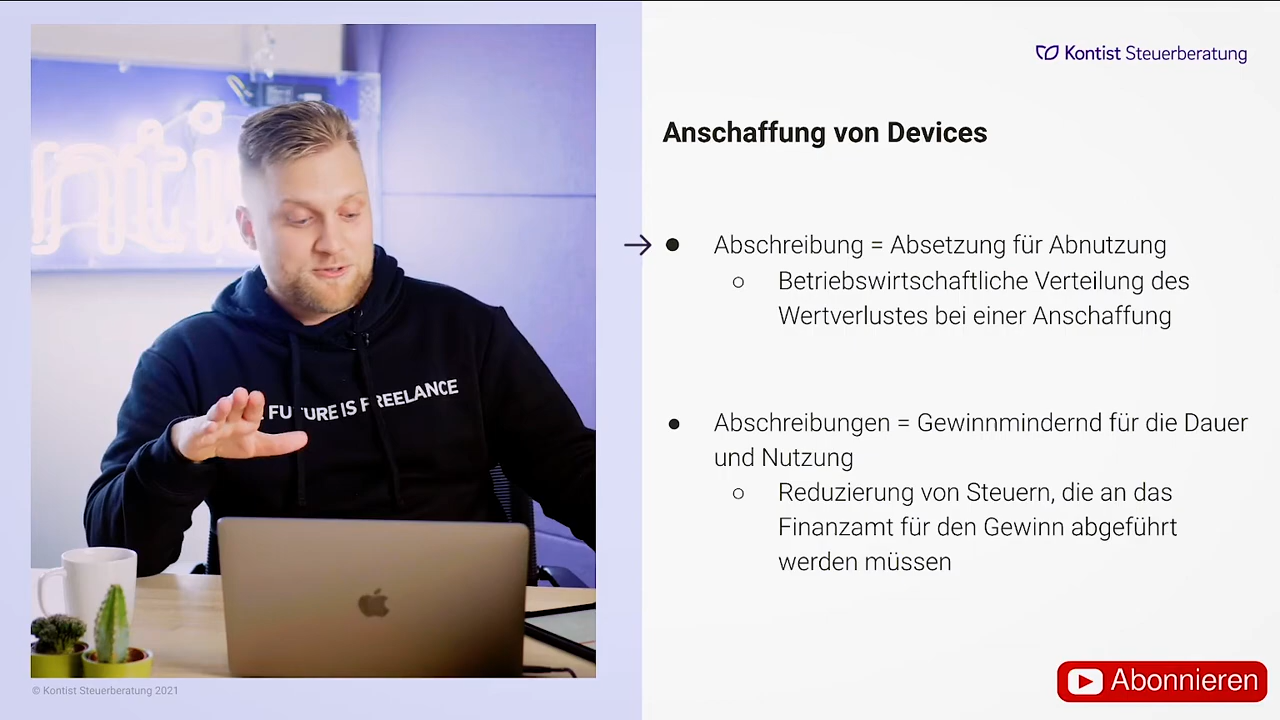 Kontist Steuerberatung
Anschaffung von Devices
→ ● Abschreibung = Absetzung für Abnutzung
○ Betriebswirtschaftliche Verteilung des
Wertverlustes bei einer Anschaffung
● Abschreibungen = Gewinnmindernd für die Dauer
und Nutzung
○ Reduzierung von Steuern, die an das
Finanzamt für den Gewinn abgeführt
werden müssen
FUTURE IS FREELANCE
© Kontist Steuerberatung 2021
Abonnieren